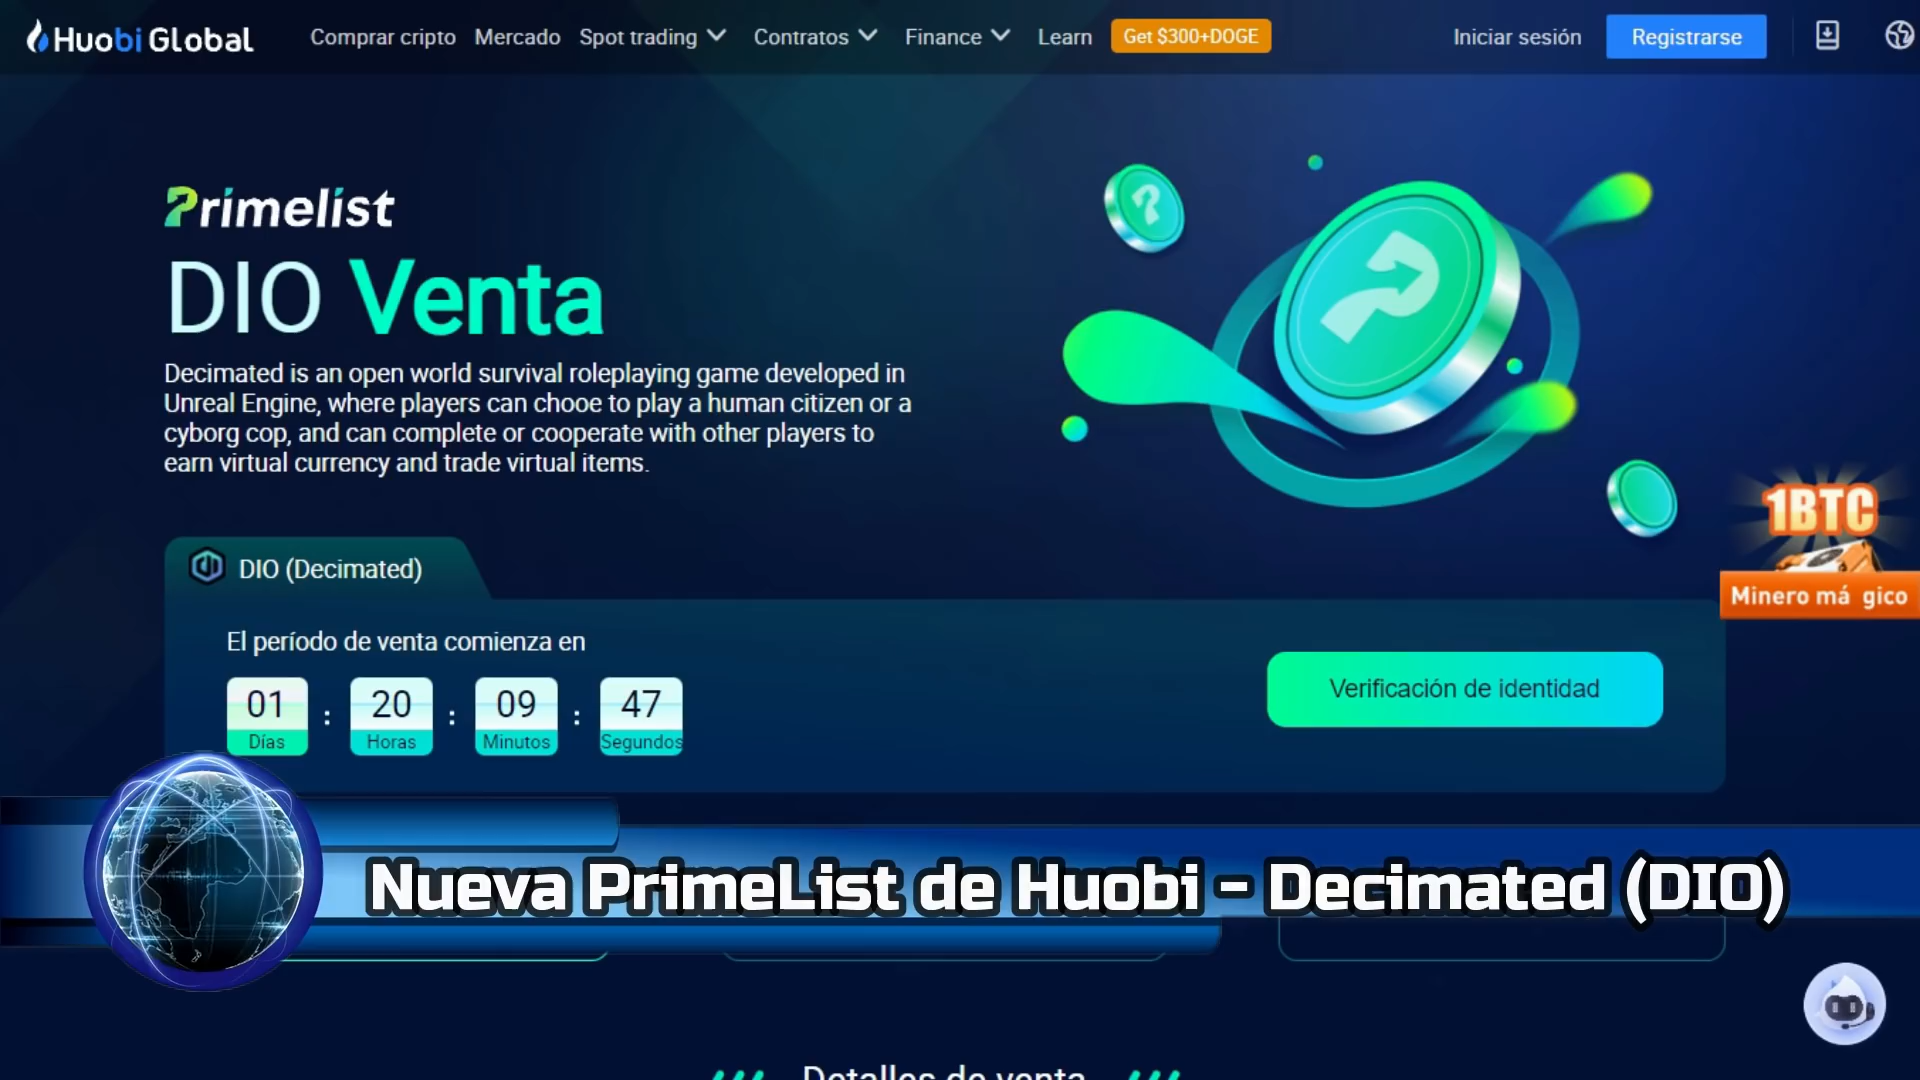 Huobi Global
Comprar cripto
Mercado
Spot trading
Contratos
Finance
Learn
Get $300+DOGE
Iniciar sesión
Registrarse
Primelist
DIO Venta
Decimated is an open world survival roleplaying game developed in
Unreal Engine, where players can chooe to play a human citizen or a
cyborg cop, and can complete or cooperate with other players to
earn virtual currency and trade virtual items.
1BTC
Minero má gico
DIO (Decimated)
El período de venta comienza en
01 : 20 : 09 : 47
Días Horas Minutos Segundos
Verificación de identidad
Nueva PrimeList de Huobi - Decimated (DIO)
Detalles de venta